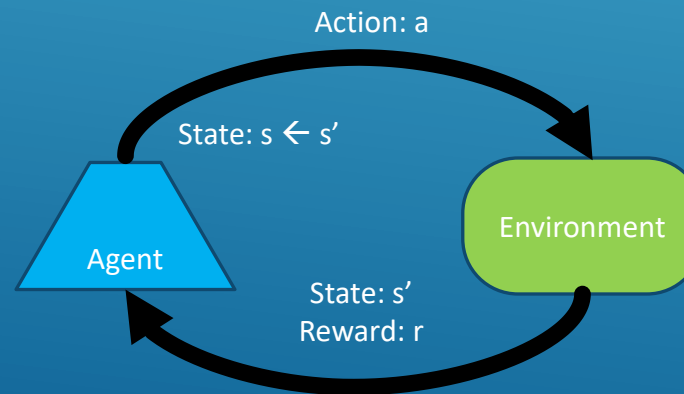 Action: a
State: s ← s’
Agent
Environment
State: s’
Reward: r